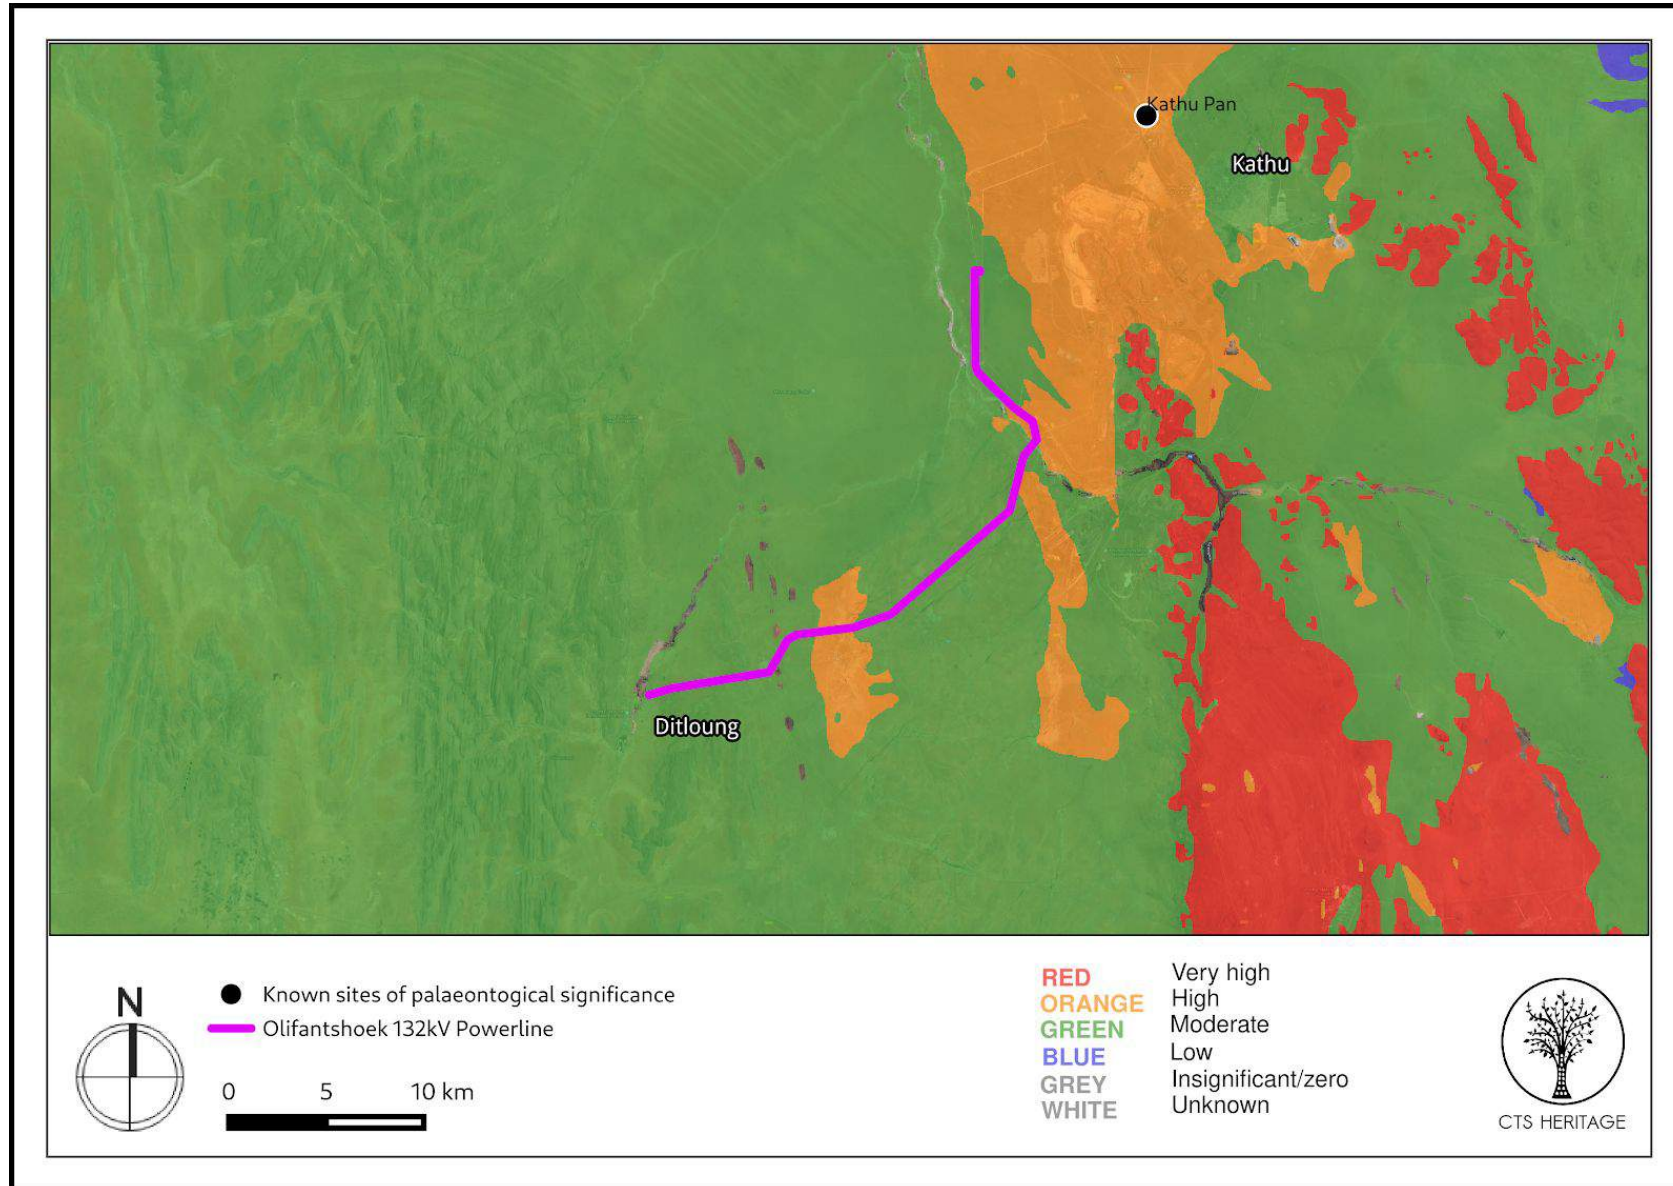 Kathu Pan
Kathu
Ditloung
N
Known sites of palaeontogical significance
Olifantshoek 132kV Powerline
0 5 10 km
RED Very high
ORANGE High
GREEN Moderate
BLUE Low
GREY Insignificant/zero
WHITE Unknown
CTS HERITAGE